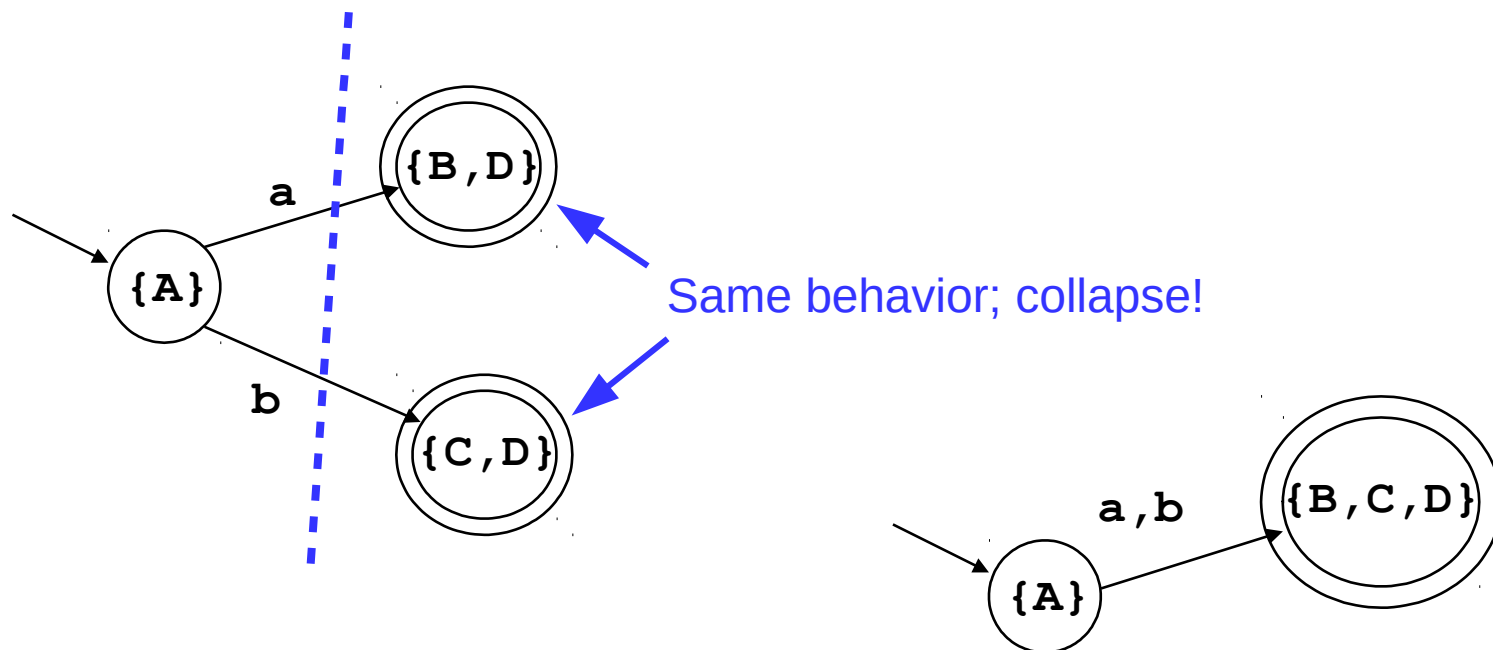 {B,D}
a
{A}
Same behavior; collapse!
b
{C,D}
a,b
{B,C,D}
{A}